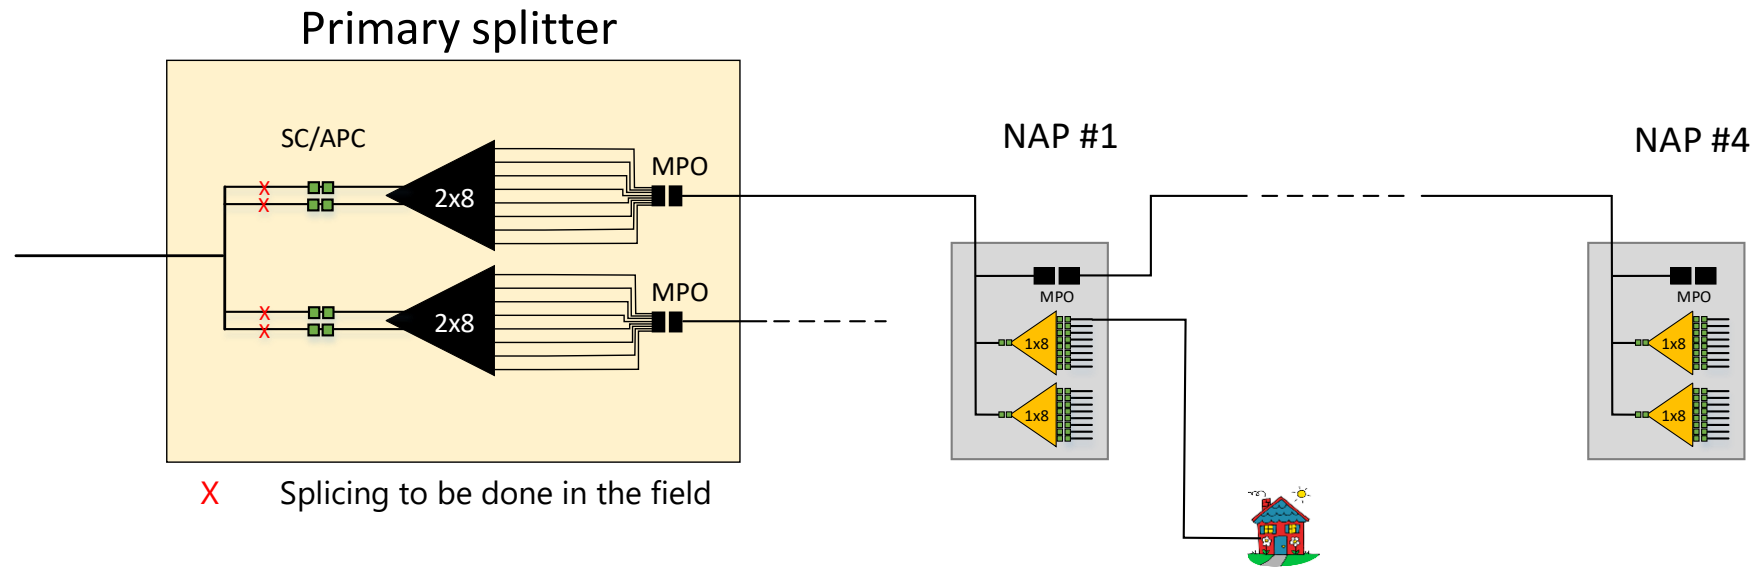 Primary splitter
SC/APC
2x8
MPO
2x8
MPO
NAP #1
MPO
1x8
1x8
NAP #4
MPO
1x8
1x8
X
X
X
X
X Splicing to be done in the field